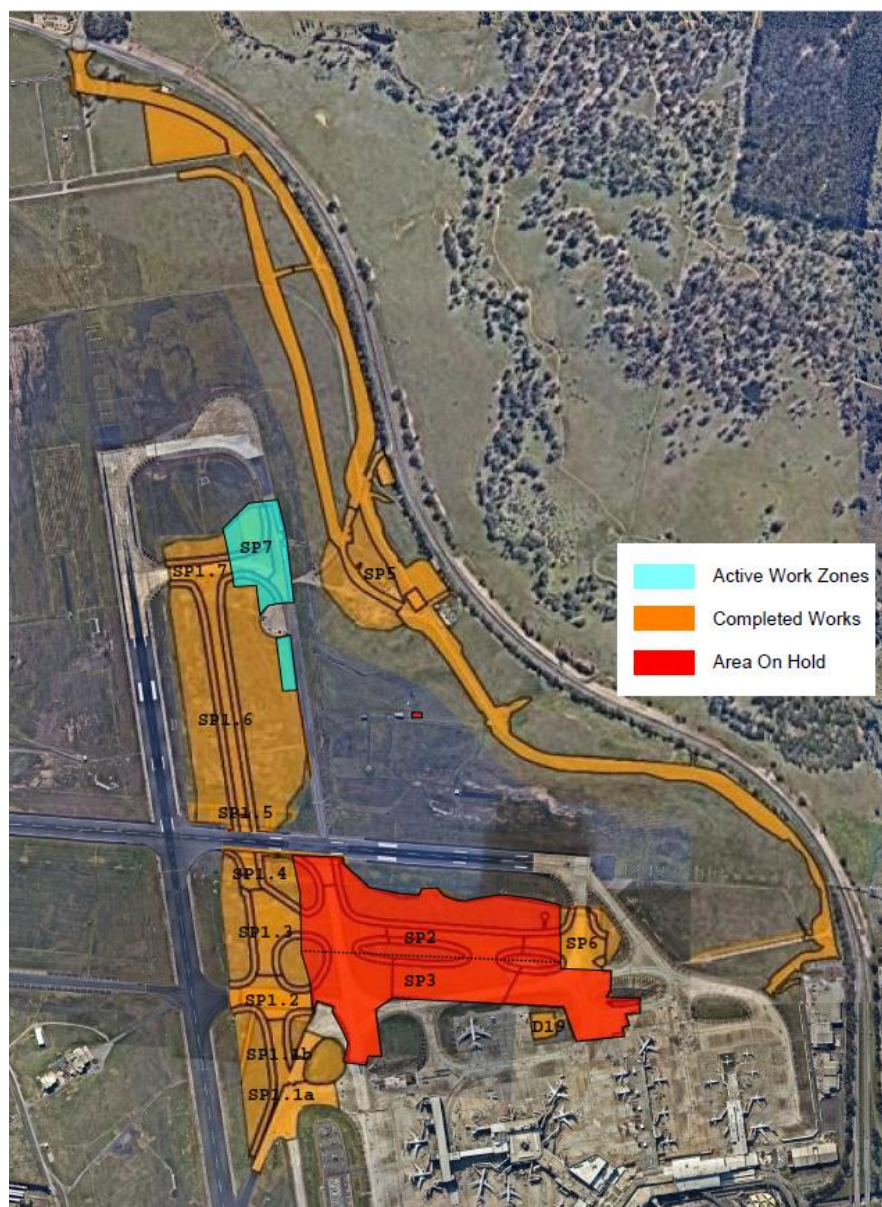 SP7
SP1.7
SP5
Active Work Zones
Completed Works
Area On Hold
SP1.6
SP1.5
SP1.4
SP1.3
SP2
SP6
SP3
SP1.2
D19
SP1.1b
SP1.1a